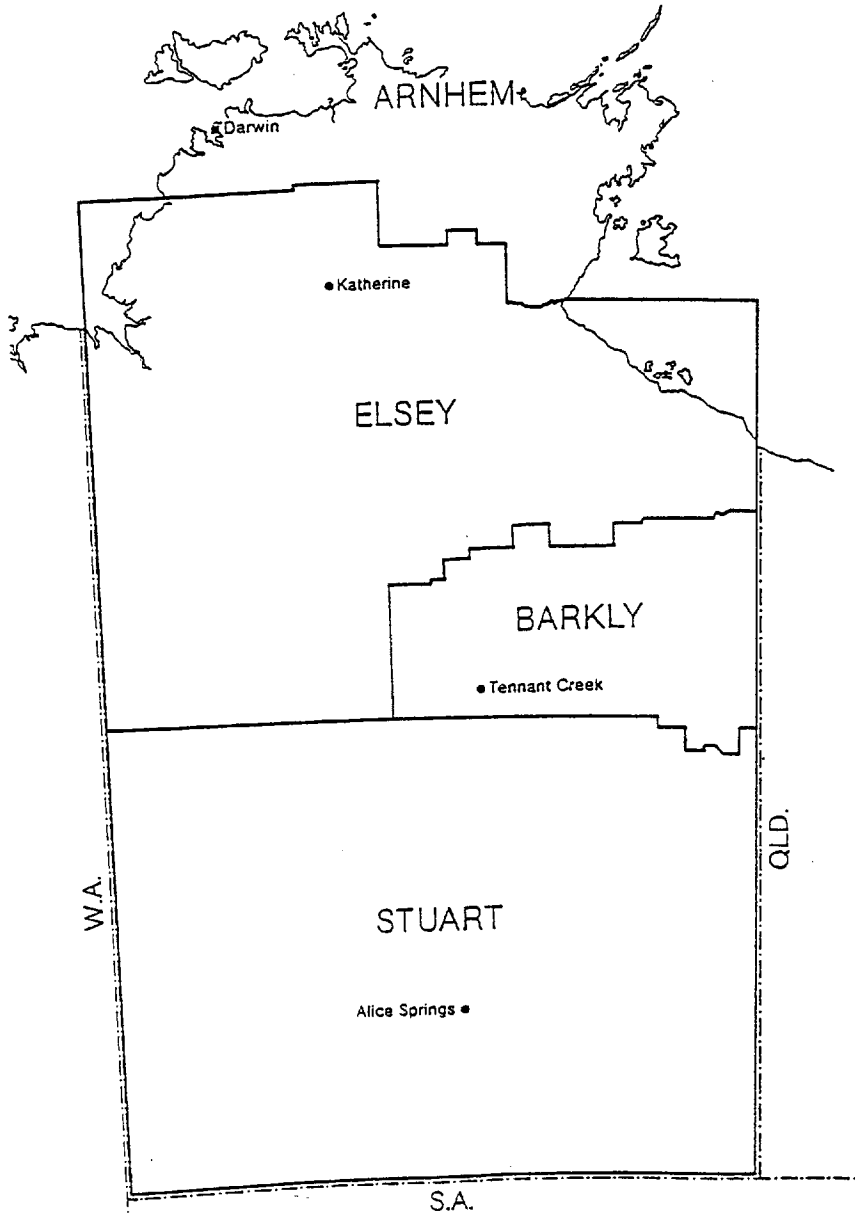 ARNHEM
Darwin
Katherine
ELSEY
BARKLY
Tennant Creek
W.A.
QLD.
STUART
Alice Springs
S.A.